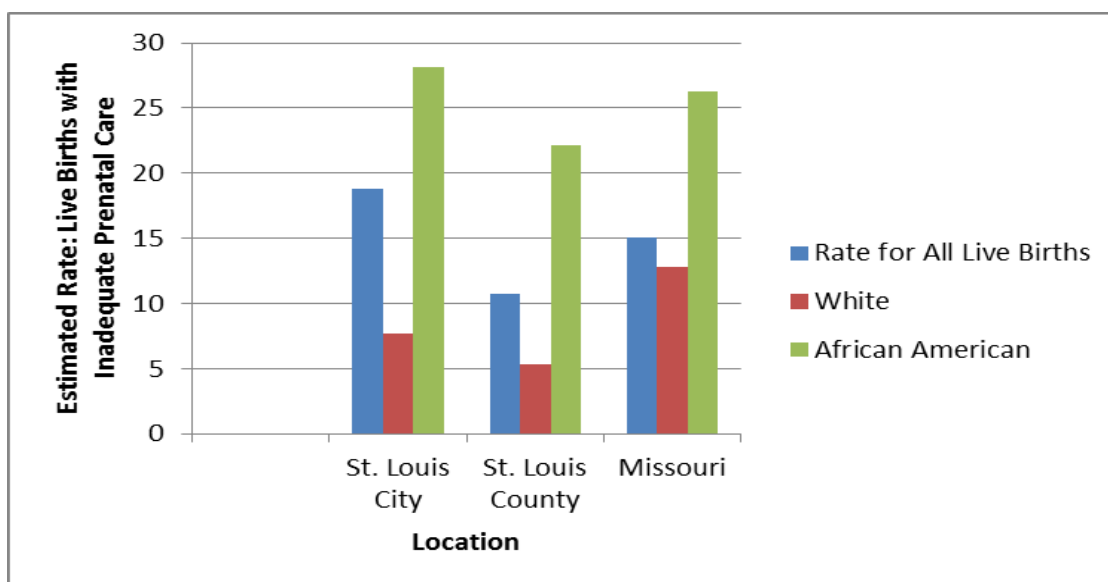 Estimated Rate: Live Births with
Inadequate Prenatal Care
30
25
20
15
10
5
0
St. Louis
City
St. Louis
County
Missouri
Location
Rate for All Live Births
White
African American